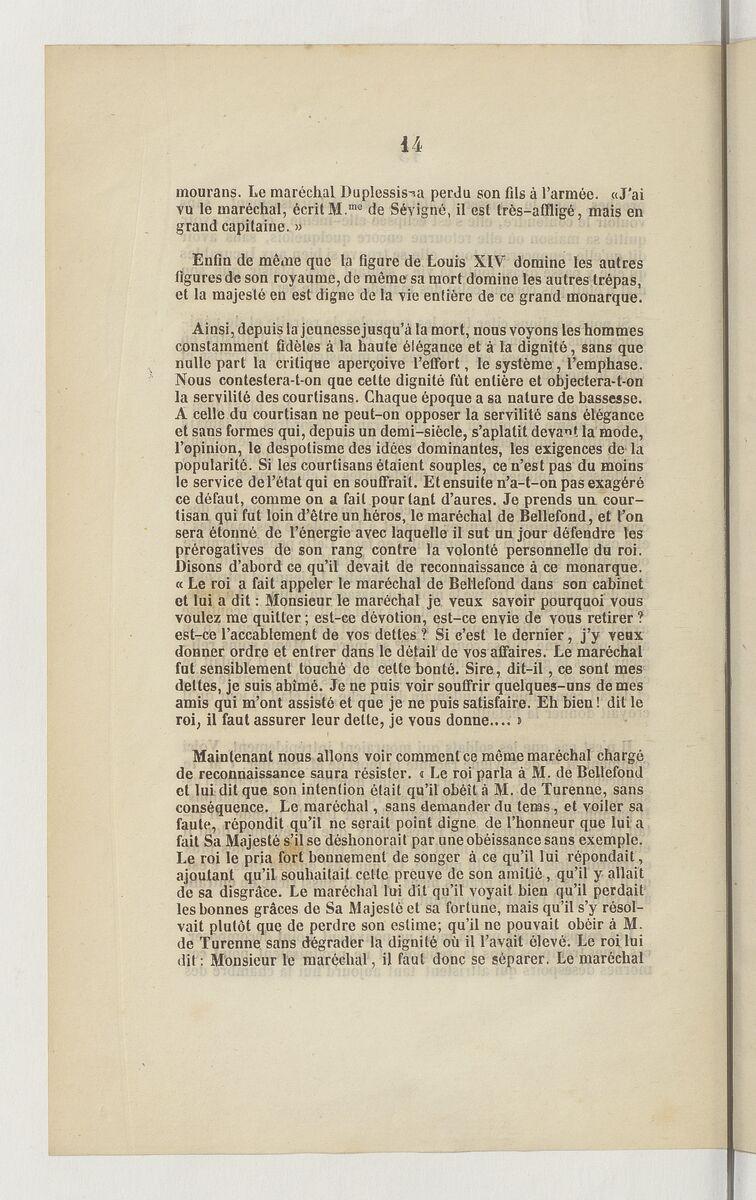 14
mourans. Le maréchal Duplessis-a perdu son fils à l'armée. «J'ai
vu le maréchal, écrit M.me de Sévigné, il est très-affligé, mais en
grand capitaine. »
Enfin de même que la figure de Louis XIV domine les autres
figures de son royaume, de même sa mort domine les autres trépas,
et la majesté en est digne de la vie entière de ce grand monarque.
Ainsi, depuis la jeunesse jusqu'à la mort, nous voyons les hommes
constamment fidèles à la haute élégance et à la dignité, sans que
nulle part la critique aperçoive l'effort, le système, l'emphase.
Nous contestera-t-on que cette dignité fût entière et objectera-t-on
la servilité des courtisans. Chaque époque a sa nature de bassesse.
A celle du courtisan ne peut-on opposer la servilité sans élégance
et sans formes qui, depuis un demi-siècle, s'aplatit devant la mode,
l'opinion, le despotisme des idées dominantes, les exigences de la
popularité. Si les courtisans étaient souples, ce n'est pas du moins
le service de l'état qui en souffrait. Et ensuite n'a-t-on pas exagéré
ce défaut, comme on a fait pour tant d'aures. Je prends un cour-
tisan qui fut loin d'être un héros, le maréchal de Bellefond, et l'on
sera étonné de l'énergie avec laquelle il sut un jour défendre les
prérogatives de son rang contre la volonté personnelle du roi.
Disons d'abord ce qu'il devait de reconnaissance à ce monarque.
« Le roi a fait appeler le maréchal de Bellefond dans son cabinet
et lui a dit : Monsieur le maréchal je veux savoir pourquoi vous
voulez me quitter ; est-ce dévotion, est-ce envie de vous retirer ?
est-ce l'accablement de vos dettes ? Si c'est le dernier, j'y veux
donner ordre et entrer dans le détail de vos affaires. Le maréchal
fut sensiblement touché de cette bonté. Sire, dit-il, ce sont mes
dettes, je suis abîmé. Je ne puis voir souffrir quelques-uns de mes
amis qui m'ont assisté et que je ne puis satisfaire. Eh bien! dit le
roi, il faut assurer leur dette, je vous donne.... »
Maintenant nous allons voir comment ce même maréchal chargé
de reconnaissance saura résister. « Le roi parla à M. de Bellefond
et lui dit que son intention était qu'il obéît à M. de Turenne, sans
conséquence. Le maréchal, sans demander du tems, et voiler sa
faute, répondit qu'il ne serait point digne de l'honneur que lui a
fait Sa Majesté s'il se déshonorait par une obéissance sans exemple.
Le roi le pria fort bonnement de songer à ce qu'il lui répondait,
ajoutant qu'il souhaitait cette preuve de son amitié, qu'il y allait
de sa disgrâce. Le maréchal lui dit qu'il voyait bien qu'il perdait
les bonnes grâces de Sa Majesté et sa fortune, mais qu'il s'y résol-
vait plutôt que de perdre son estime; qu'il ne pouvait obéir à M.
de Turenne sans dégrader la dignité où il l'avait élevé. Le roi lui
dit : Monsieur le maréchal, il faut donc se séparer. Le maréchal